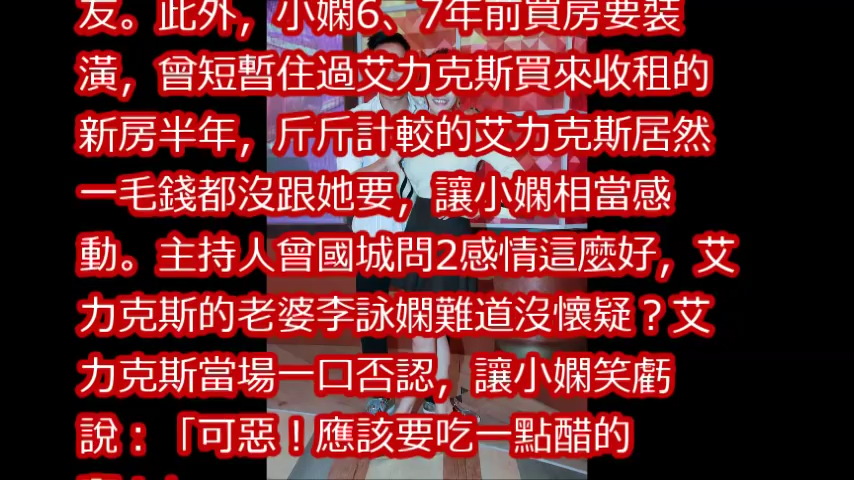 友。此外，小嫻6、7年前買房要裝
潢，曾短暫住過艾力克斯買來收租的
新房半年，斤斤計較的艾力克斯居然
一毛錢都沒跟她要，讓小嫻相當感
動。主持人曾國城問2感情這麼好，艾
力克斯的老婆李詠嫻難道沒懷疑？艾
力克斯當場一口否認，讓小嫻笑虧
說：「可惡！應該要吃一點醋的